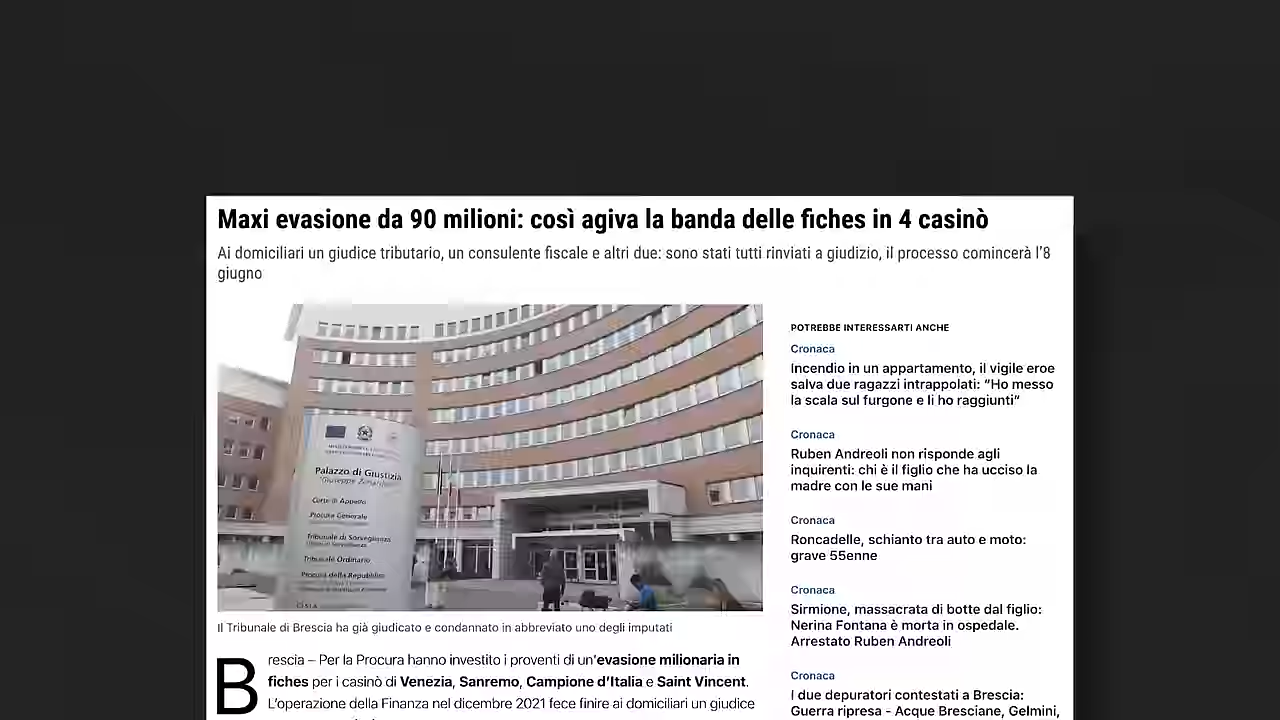 Maxi evasione da 90 milioni: così agiva la banda delle fiches in 4 casinò
Ai domiciliari un giudice tributario, un consulente fiscale e altri due: sono stati tutti rinviati a giudizio, il processo comincerà l'8
giugno
Palazzo di Giustizia
Corte di Appello
Procura Generale
Tribunale di Sorveglianza
Tribunale Ordinario
Procura della Repubblica
Il Tribunale di Brescia ha già giudicato e condannato in abbreviato uno degli imputati
Brescia – Per la Procura hanno investito i proventi di un'evasione milionaria in
fiches per i casinò di Venezia, Sanremo, Campione d'Italia e Saint Vincent.
L'operazione della Finanza nel dicembre 2021 fece finire ai domiciliari un giudice
POTREBBE INTERESSARTI ANCHE
Cronaca
Incendio in un appartamento, il vigile eroe
salva due ragazzi intrappolati: “Ho messo
la scala sul furgone e li ho raggiunti”
Cronaca
Ruben Andreoli non risponde agli
inquirenti: chi è il figlio che ha ucciso la
madre con le sue mani
Cronaca
Roncadelle, schianto tra auto e moto:
grave 55enne
Cronaca
Sirmione, massacrata di botte dal figlio:
Nerina Fontana è morta in ospedale.
Arrestato Ruben Andreoli
Cronaca
I due depuratori contestati a Brescia:
Guerra ripresa - Acque Bresciane, Gelmini,